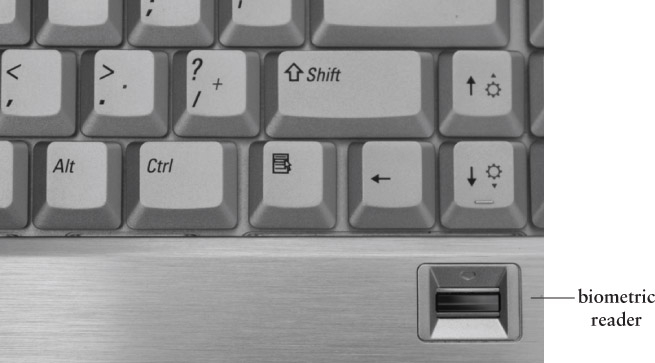 ;
< > ? + ⇧ Shift ↑
, . . /
Alt Ctrl ← ↓
biometric
reader